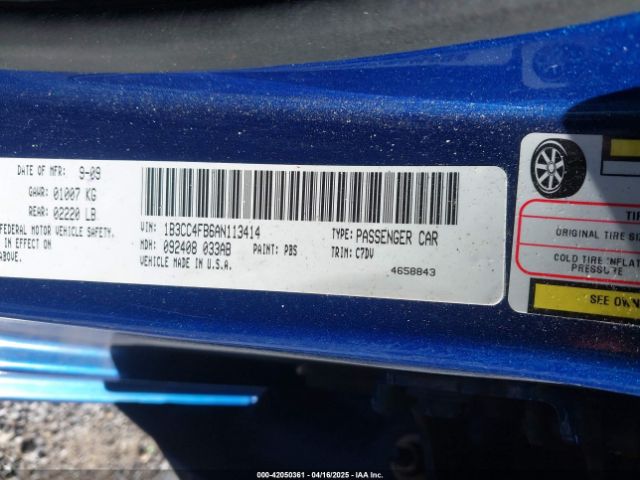 DATE OF MFR: 9-09
GAWR: 01007 KG
REAR: 02220 LB
FEDERAL MOTOR VEHICLE SAFETY,
IN EFFECT ON
ABOVE.
VIN: 1B3CC4FB6AN113414
TYPE: PASSENGER CAR
MDH: 092408 033AB
PAINT: PBS
TRIM: C7DV
VEHICLE MADE IN U.S.A.
4658843
TI
ORIGINAL TIRE SIZ
COLD TIRE INFLAT
PRESSURE
SEE OWN
000-42050361 - 04/16/2025 - IAA Inc.